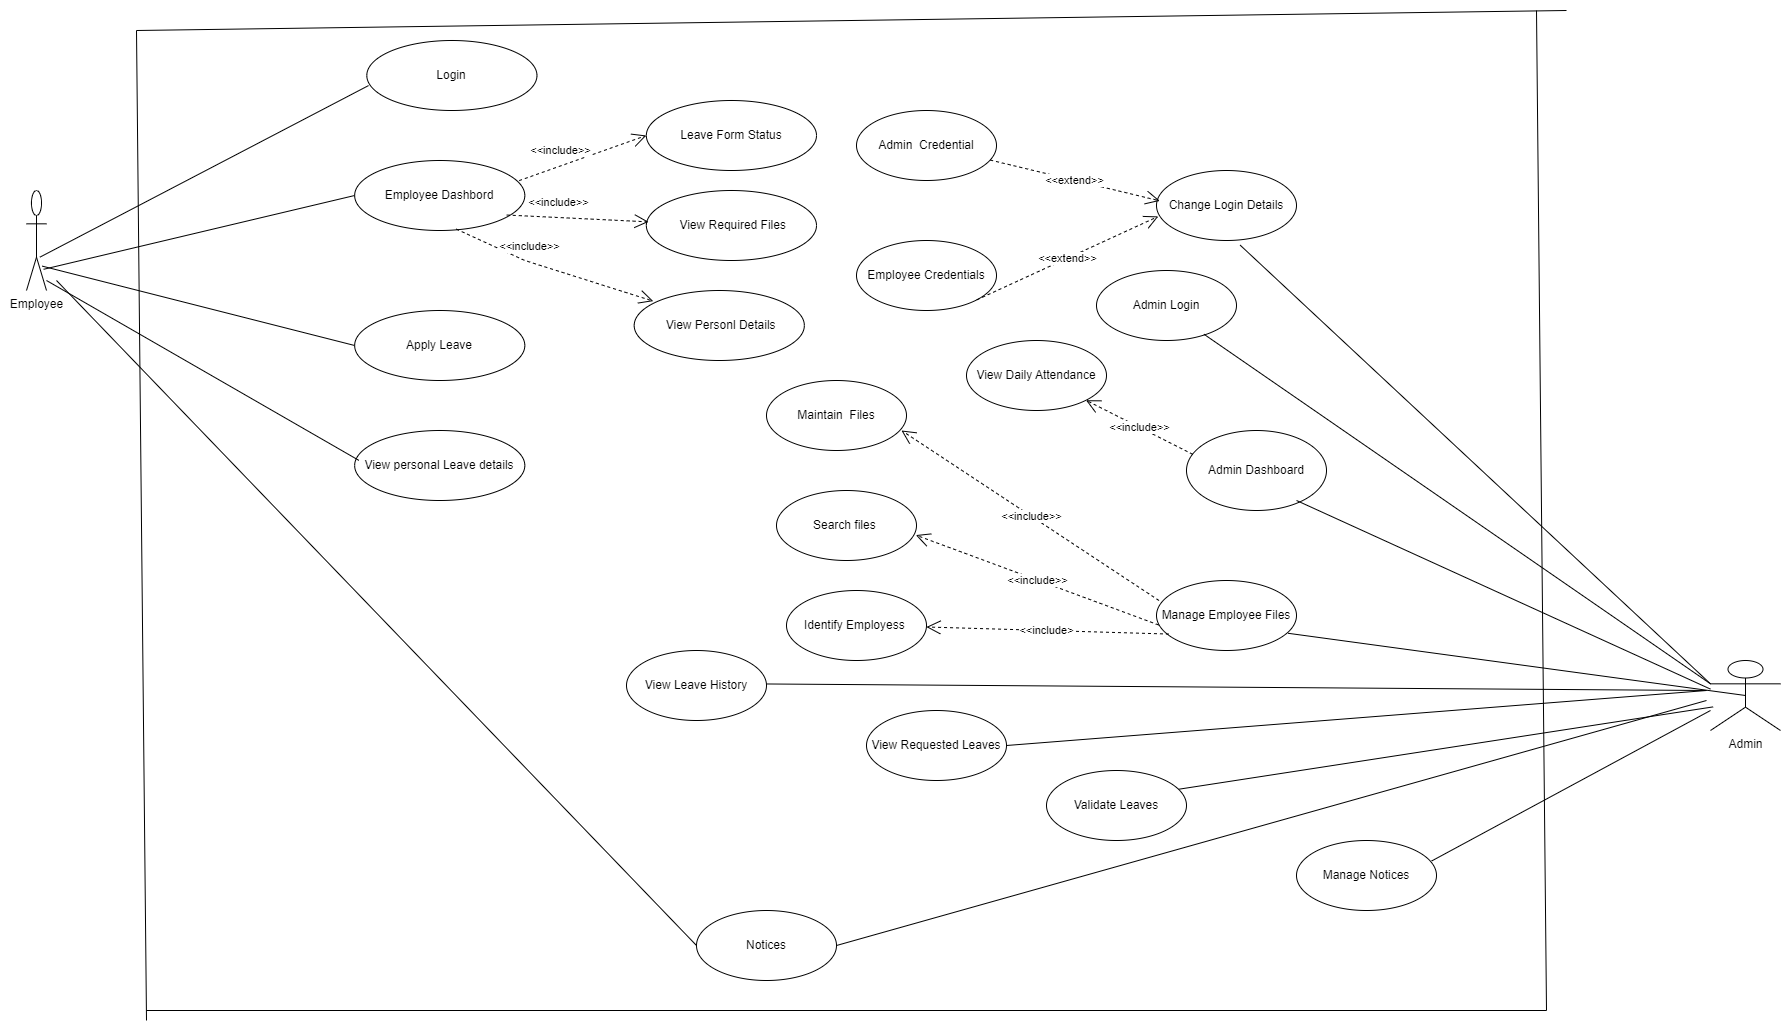 Login
Leave Form Status
<<include>>
Admin  Credential
<<extend>>
Employee Dashbord
<<include>>
View Required Files
Change Login Details
<<include>>
<<extend>>
Employee Credentials
Employee
Admin Login
View Personl Details
Apply Leave
View Daily Attendance
Maintain  Files
<<include>>
View personal Leave details
Admin Dashboard
<<include>>
Search files
<<include>>
Manage Employee Files
Identify Employess
<<include>
View Leave History
View Requested Leaves
Admin
Validate Leaves
Manage Notices
Notices